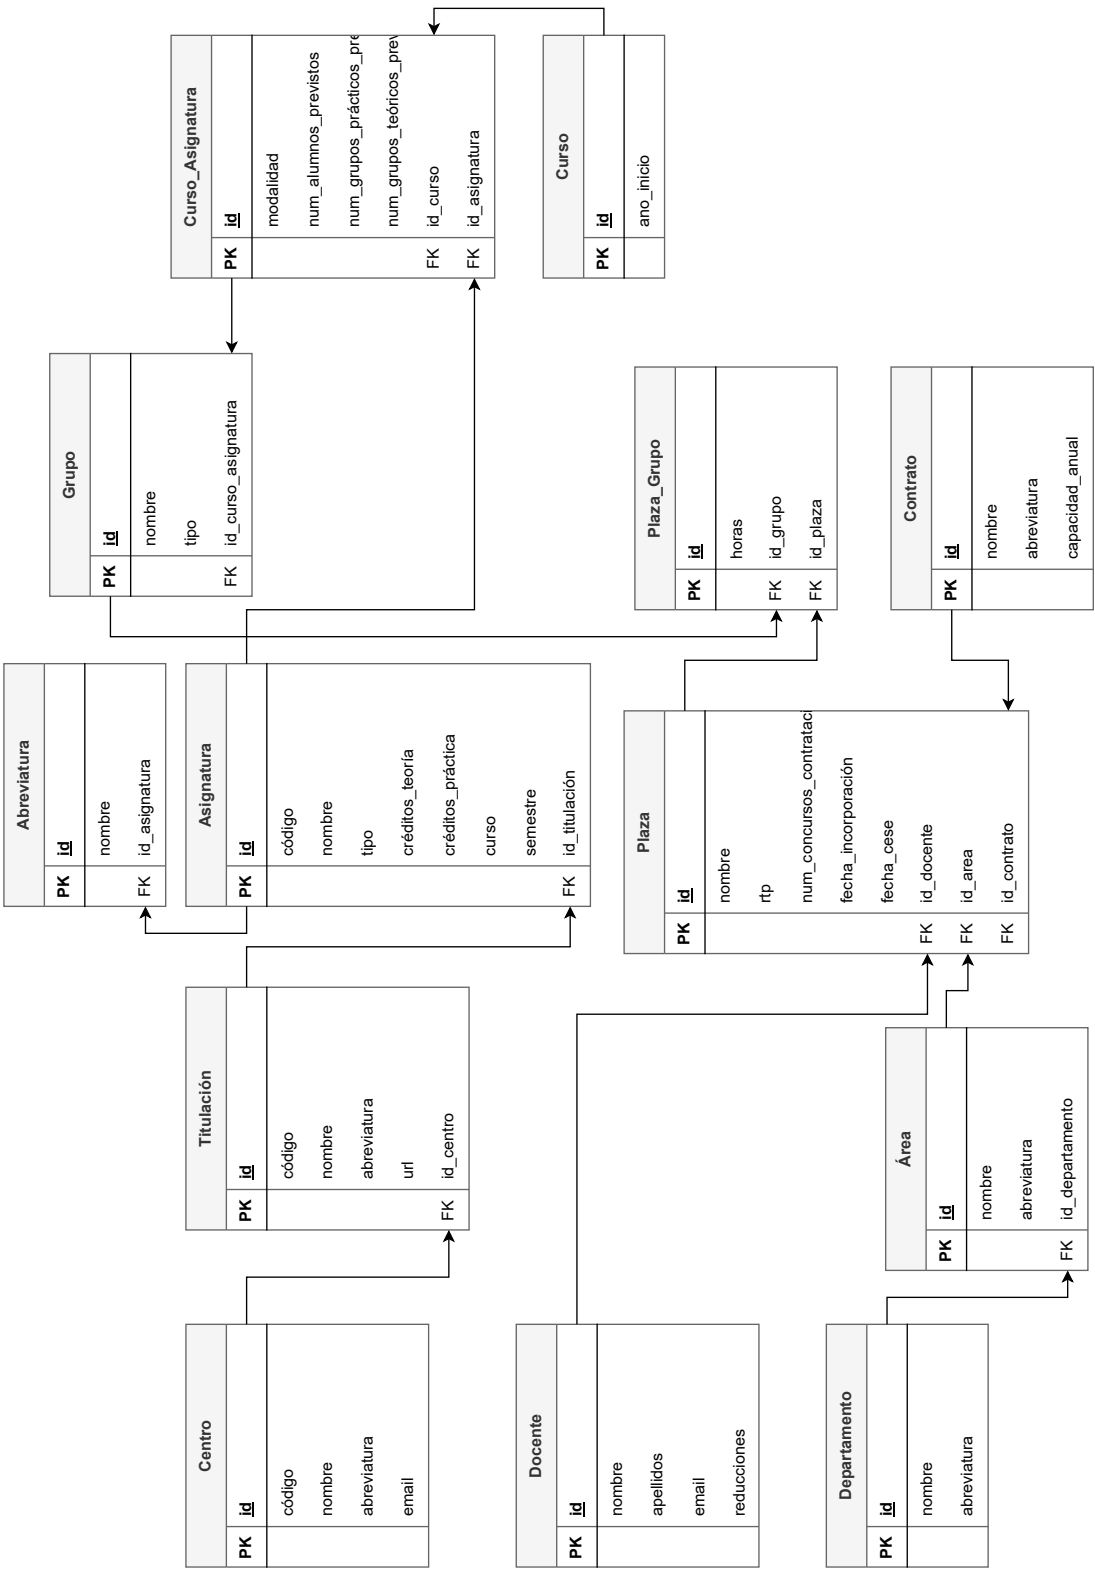 Abreviatura
PK id
nombre
FK id_asignatura
Grupo
PK id
nombre
tipo
FK id_curso_asignatura
Curso_Asignatura
PK id
modalidad
num_alumnos_previstos
num_grupos_prácticos_pre
num_grupos_teóricos_prev
FK id_curso
FK id_asignatura
Centro
PK id
código
nombre
abreviatura
email
Titulación
PK id
código
nombre
abreviatura
url
FK id_centro
Asignatura
PK id
código
nombre
tipo
créditos_teoría
créditos_práctica
curso
semestre
FK id_titulación
Curso
PK id
ano_inicio
Docente
PK id
nombre
apellidos
email
reducciones
Plaza
PK id
nombre
rtp
num_concursos_contrataci
fecha_incorporación
fecha_cese
FK id_docente
FK id_area
FK id_contrato
Plaza_Grupo
PK id
horas
FK id_grupo
FK id_plaza
Departamento
PK id
nombre
abreviatura
Área
PK id
nombre
abreviatura
FK id_departamento
Contrato
PK id
nombre
abreviatura
capacidad_anual